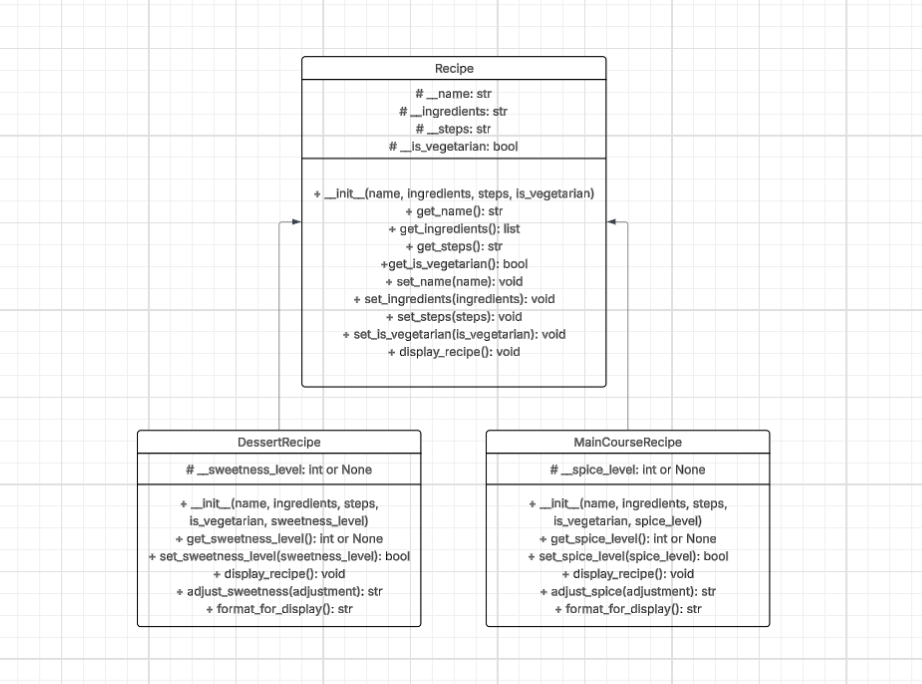 Recipe
# __name: str
# __ingredients: str
# __steps: str
# __is_vegetarian: bool
+ __init__(name, ingredients, steps, is_vegetarian)
+ get_name(): str
+ get_ingredients(): list
+ get_steps(): str
+get_is_vegetarian(): bool
+ set_name(name): void
+ set_ingredients(ingredients): void
+ set_steps(steps): void
+ set_is_vegetarian(is_vegetarian): void
+ display_recipe(): void
DessertRecipe
# __sweetness_level: int or None
+ __init__(name, ingredients, steps,
is_vegetarian, sweetness_level)
+ get_sweetness_level(): int or None
+ set_sweetness_level(sweetness_level): bool
+ display_recipe(): void
+ adjust_sweetness(adjustment): str
+ format_for_display(): str
MainCourseRecipe
# __spice_level: int or None
+ __init__(name, ingredients, steps,
is_vegetarian, spice_level)
+ get_spice_level(): int or None
+ set_spice_level(spice_level): bool
+ display_recipe(): void
+ adjust_spice(adjustment): str
+ format_for_display(): str